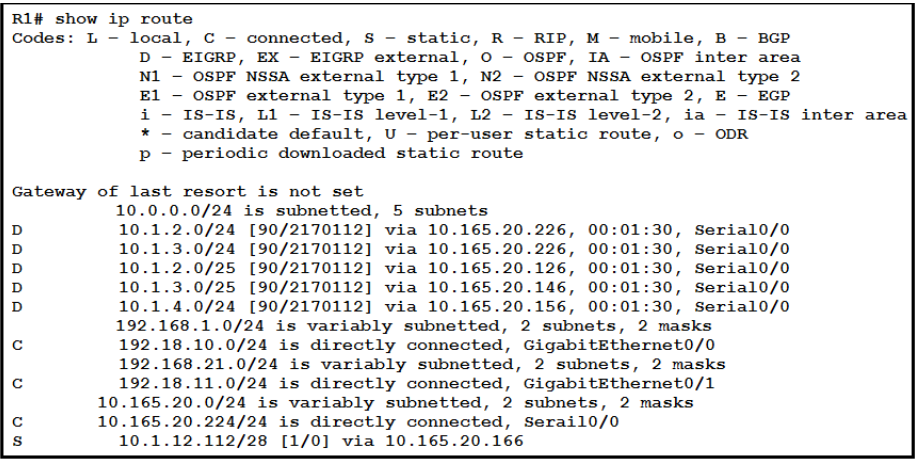 R1# show ip route
Codes: L – local, C – connected, S – static, R – RIP, M – mobile, B – BGP
D – EIGRP, EX – EIGRP external, O – OSPF, IA – OSPF inter area
N1 – OSPF NSSA external type 1, N2 – OSPF NSSA external type 2
E1 – OSPF external type 1, E2 – OSPF external type 2, E – EGP
i – IS-IS, L1 – IS-IS level-1, L2 – IS-IS level-2, ia – IS-IS inter area
* – candidate default, U – per-user static route, o – ODR
p – periodic downloaded static route
Gateway of last resort is not set
10.0.0.0/24 is subnetted, 5 subnets
D 10.1.2.0/24 [90/2170112] via 10.165.20.226, 00:01:30, Serial0/0
D 10.1.3.0/24 [90/2170112] via 10.165.20.226, 00:01:30, Serial0/0
D 10.1.2.0/25 [90/2170112] via 10.165.20.126, 00:01:30, Serial0/0
D 10.1.3.0/25 [90/2170112] via 10.165.20.146, 00:01:30, Serial0/0
D 10.1.4.0/24 [90/2170112] via 10.165.20.156, 00:01:30, Serial0/0
192.168.1.0/24 is variably subnetted, 2 subnets, 2 masks
C 192.18.10.0/24 is directly connected, GigabitEthernet0/0
192.168.21.0/24 is variably subnetted, 2 subnets, 2 masks
C 192.18.11.0/24 is directly connected, GigabitEthernet0/1
10.165.20.0/24 is variably subnetted, 2 subnets, 2 masks
C 10.165.20.224/24 is directly connected, Serail0/0
S 10.1.12.112/28 [1/0] via 10.165.20.166